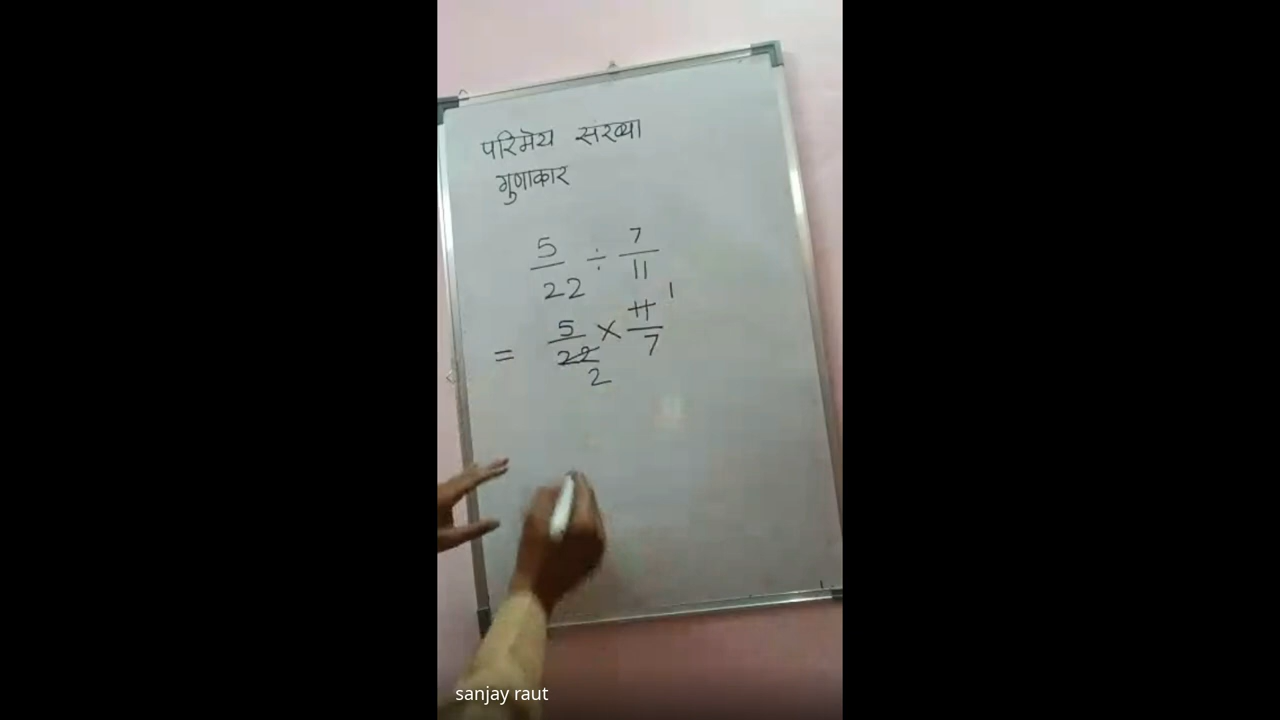 परिमेय संख्या
गुणाकार
5/22 ÷ 7/11
= 5/22 × 11/7 1
2
sanjay raut